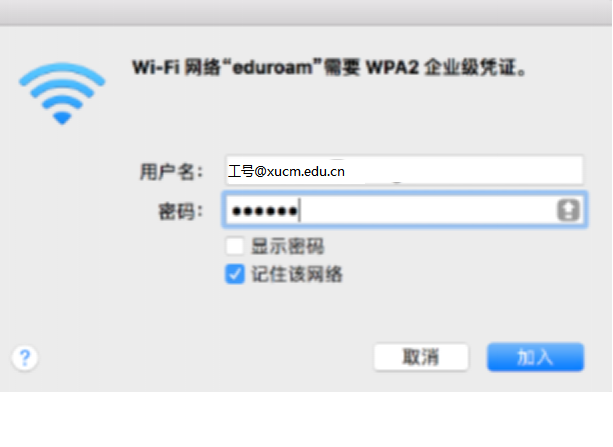 Wi-Fi 网络“eduroam”需要 WPA2 企业级凭证。
用户名：
工号@xucm.edu.cn
密码：
●●●●●●
显示密码
记住该网络
?
取消
加入